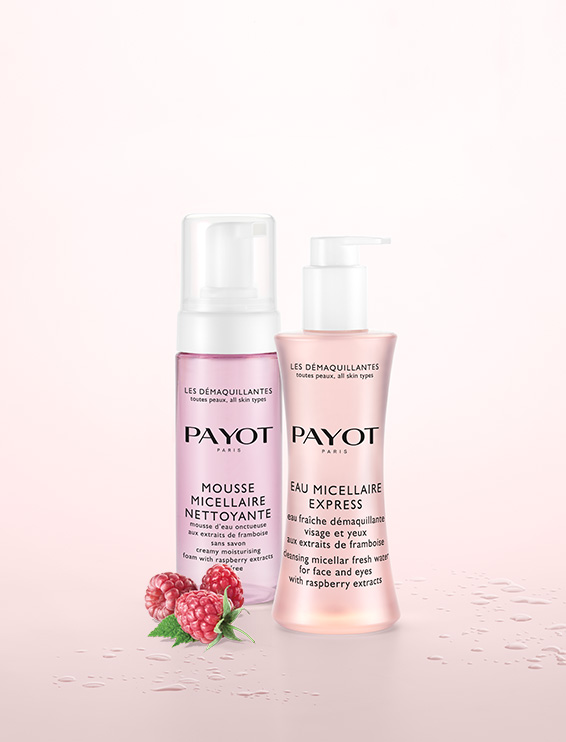 LES DÉMAQUILLANTES
toutes peaux, all skin types
PAYOT
PARIS
MOUSSE
MICELLAIRE
NETTOYANTE
mousse d'eau onctueuse
aux extraits de framboise
sans savon
creamy moisturising
foam with raspberry extracts
free
LES DÉMAQUILLANTES
toutes peaux, all skin types
PAYOT
PARIS
EAU MICELLAIRE
EXPRESS
eau fraîche démaquillante
visage et yeux
aux extraits de framboise
cleansing micellar fresh water
for face and eyes
with raspberry extracts